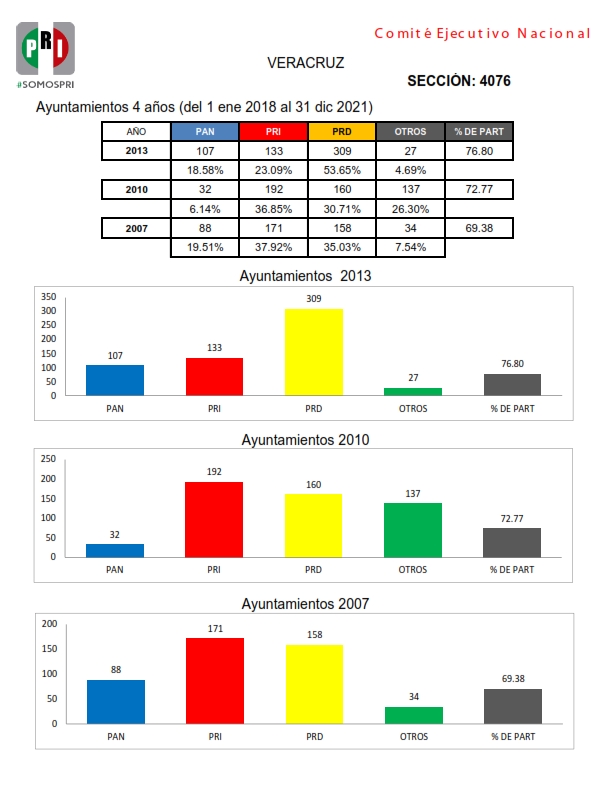 Comité Ejecutivo Nacional
PRI
#SOMOSPRI
VERACRUZ
SECCIÓN: 4076
Ayuntamientos 4 años (del 1 ene 2018 al 31 dic 2021)
AÑO PAN PRI PRD OTROS % DE PART
2013 107 133 309 27 76.80
18.58% 23.09% 53.65% 4.69%
2010 32 192 160 137 72.77
6.14% 36.85% 30.71% 26.30%
2007 88 171 158 34 69.38
19.51% 37.92% 35.03% 7.54%
Ayuntamientos 2013
350
300
250
200
150
100
50
0
107 133 309 27 76.80
PAN PRI PRD OTROS % DE PART
Ayuntamientos 2010
250
200
150
100
50
0
32 192 160 137 72.77
PAN PRI PRD OTROS % DE PART
Ayuntamientos 2007
200
150
100
50
0
88 171 158 34 69.38
PAN PRI PRD OTROS % DE PART